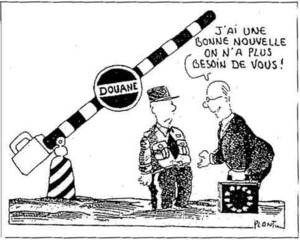 J'AI UNE
BONNE NOUVELLE
ON N'A PLUS
BESOIN DE VOUS!
DOUANE
PLANTU